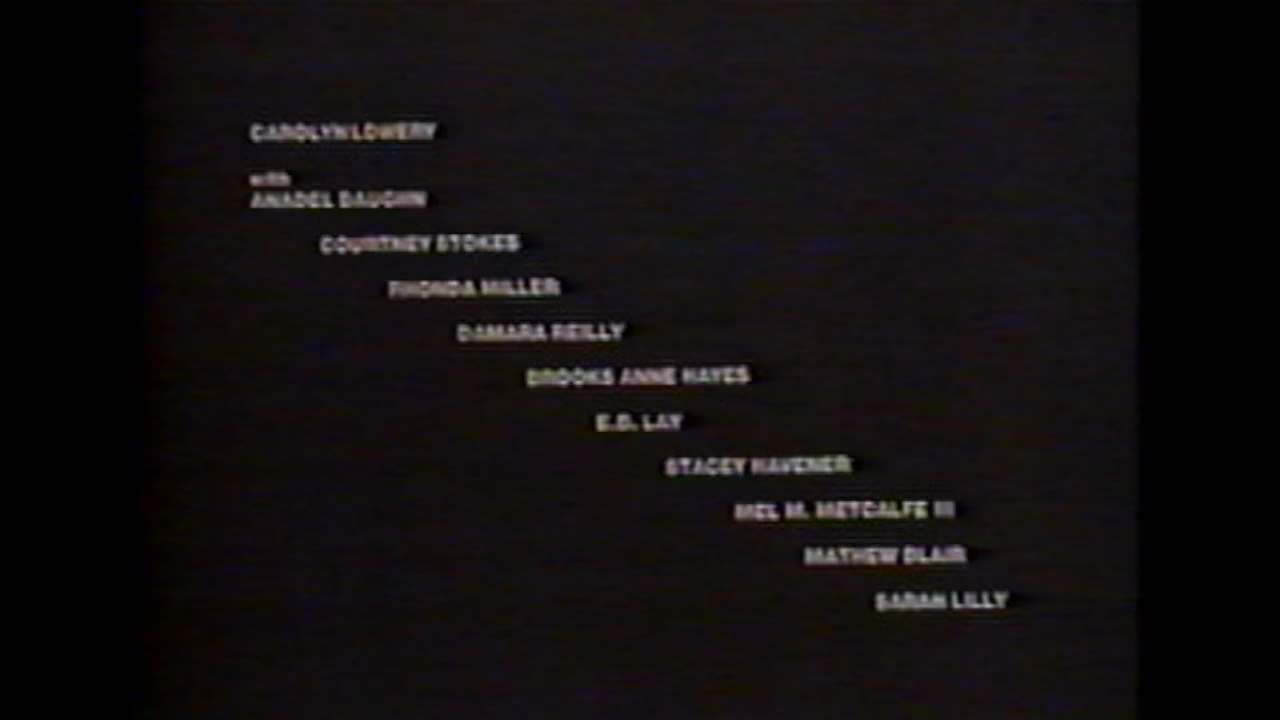 CAROLYN LOWERY
with
ANADEL BAUGHN
COURTNEY STOKES
RHONDA MILLER
DAMARA REILLY
BROOKS ANNE HAYES
E.B. LAY
STACEY HAVENER
MEL M. METCALFE III
MATHEW BLAIR
SARAH LILLY